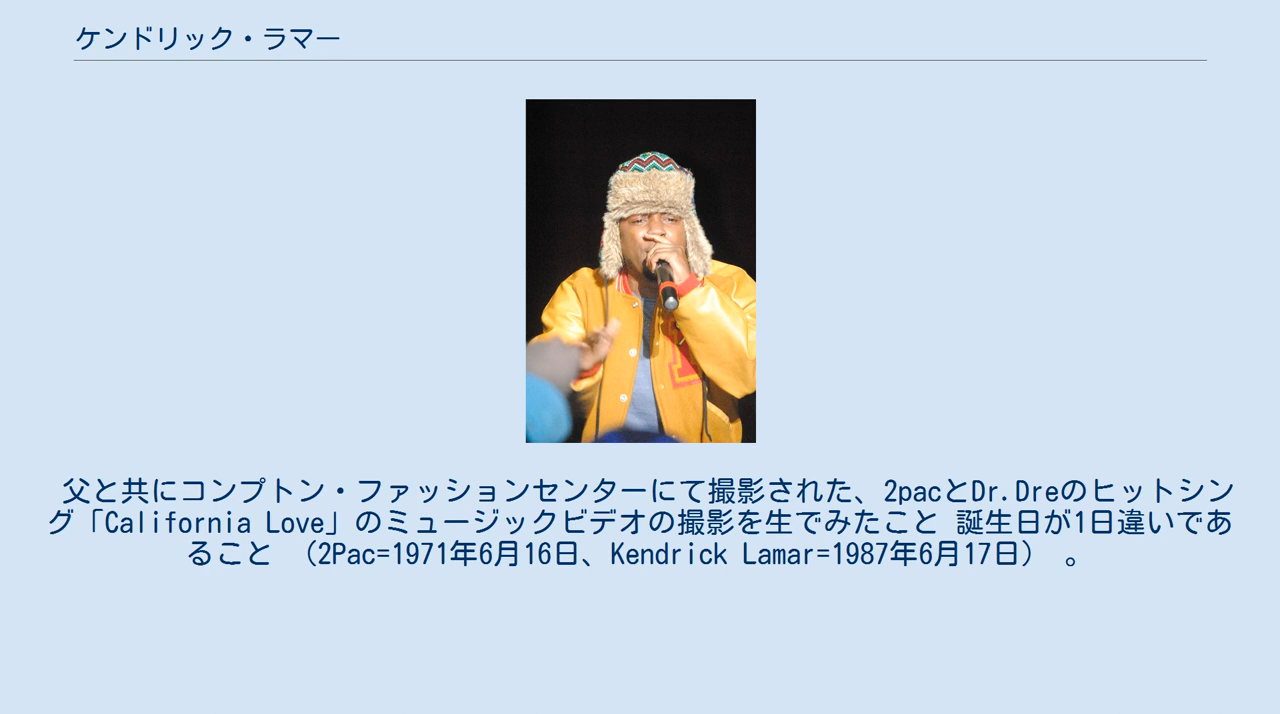 ケンドリック・ラマー
父と共にコンプトン・ファッションセンターにて撮影された、2pacとDr.Dreのヒットシン
グ「California Love」のミュージックビデオの撮影を生でみたこと 誕生日が1日違いであ
ること （2Pac=1971年6月16日、Kendrick Lamar=1987年6月17日） 。